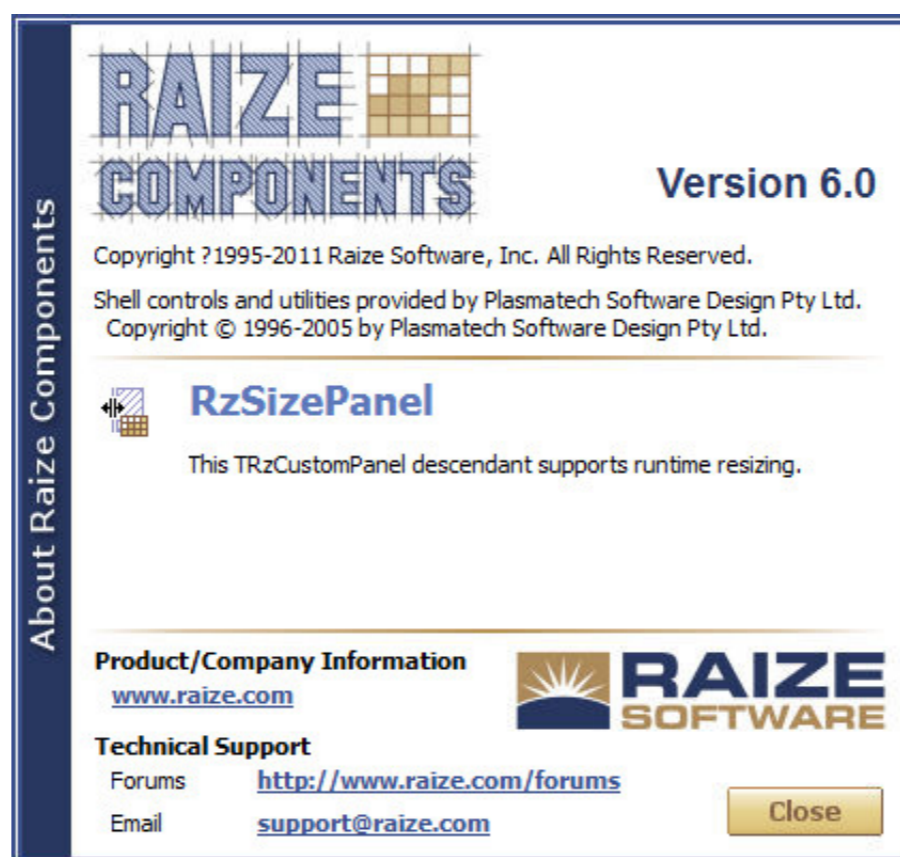 About Raize Components
RAIZE
COMPONENTS
Version 6.0
Copyright ?1995-2011 Raize Software, Inc. All Rights Reserved.
Shell controls and utilities provided by Plasmatech Software Design Pty Ltd.
Copyright © 1996-2005 by Plasmatech Software Design Pty Ltd.
RzSizePanel
This TRzCustomPanel descendant supports runtime resizing.
Product/Company Information
www.raize.com
RAIZE
SOFTWARE
Technical Support
Forums http://www.raize.com/forums
Email support@raize.com
Close